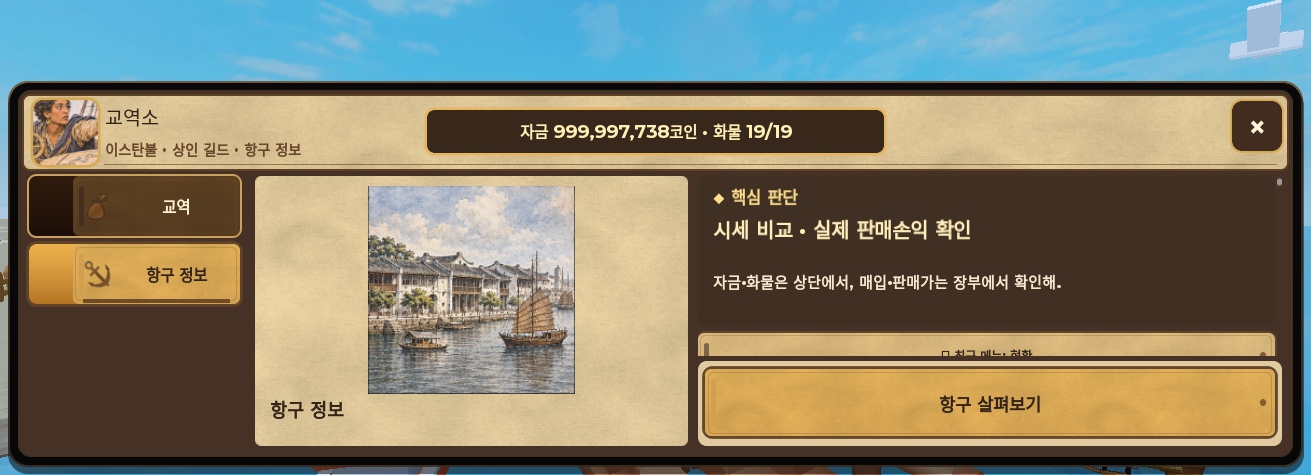 교역소
이스탄불 • 상인 길드 • 항구 정보
자금 999,997,738코인 • 화물 19/19
×
교역
항구 정보
항구 정보
◆ 핵심 판단
시세 비교 • 실제 판매손익 확인
자금•화물은 상단에서, 매입•판매가는 장부에서 확인해.
항구 살펴보기